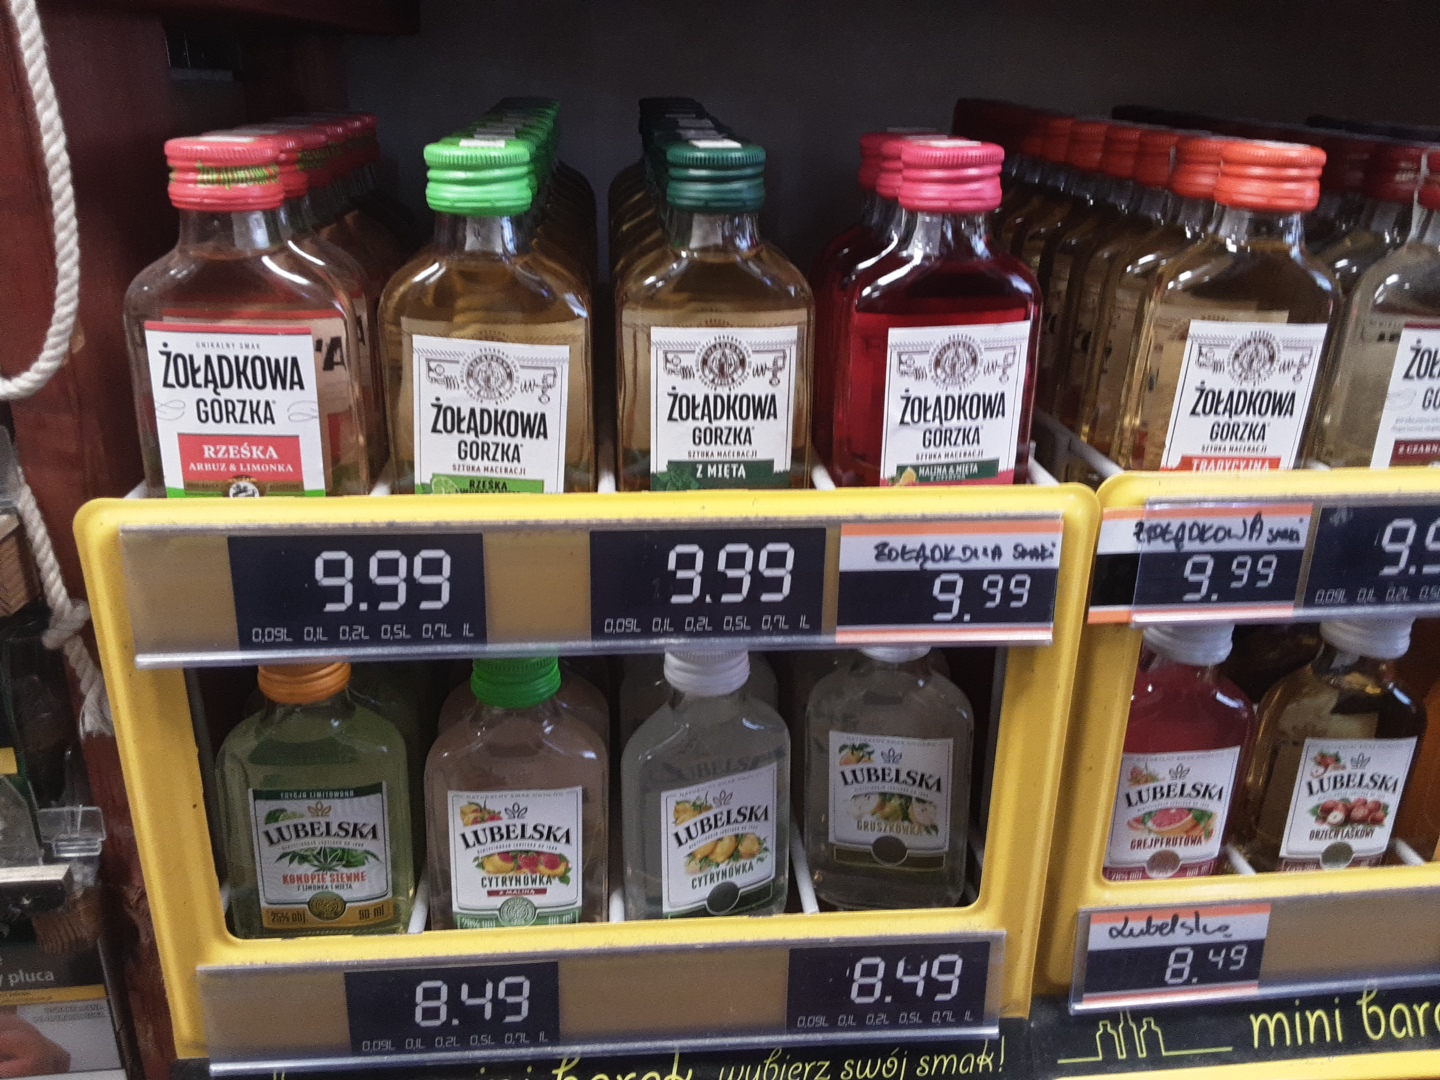 UNIKALNY SMAK
ŻOŁĄDKOWA
GORZKA
RZEŚKA
ARBUZ & LIMONKA
ŻOŁĄDKOWA
GORZKA
SZTUKA MACERACJI
RZEŚKA
ŻOŁĄDKOWA
GORZKA
SZTUKA MACERACJI
Z MIĘTĄ
ŻOŁĄDKOWA
GORZKA
SZTUKA MACERACJI
MALINA & MIĘTA
ŻOŁĄDKOWA
GORZKA
SZTUKA MACERACJI
TRADYCYJNA
9.99
0,09L 0,1L 0,2L 0,5L 0,7L 1L
9.99
0,09L 0,1L 0,2L 0,5L 0,7L 1L
ŻOŁĄDKOWA SMAKI
9.99
ŻOŁĄDKOWA SMAKI
9.99
0,09L 0,1L 0,2L
EDYCJA LIMITOWANA
LUBELSKA
KONOPIE SIEWNE
Z LIMONKĄ I MIĘTĄ
25% obj 90 ml
LUBELSKA
CYTRYNÓWKA
Z MALINĄ
LUBELSKA
CYTRYNÓWKA
LUBELSKA
GRUSZKÓWKA
LUBELSKA
GREJPFRUTOWA
LUBELSKA
ORZECH LASKOWY
8.49
0,09L 0,1L 0,2L 0,5L 0,7L 1L
8.49
0,09L 0,1L 0,2L 0,5L 0,7L 1L
Lubelska
8.49
y płuca
wybierz swój smak!
mini